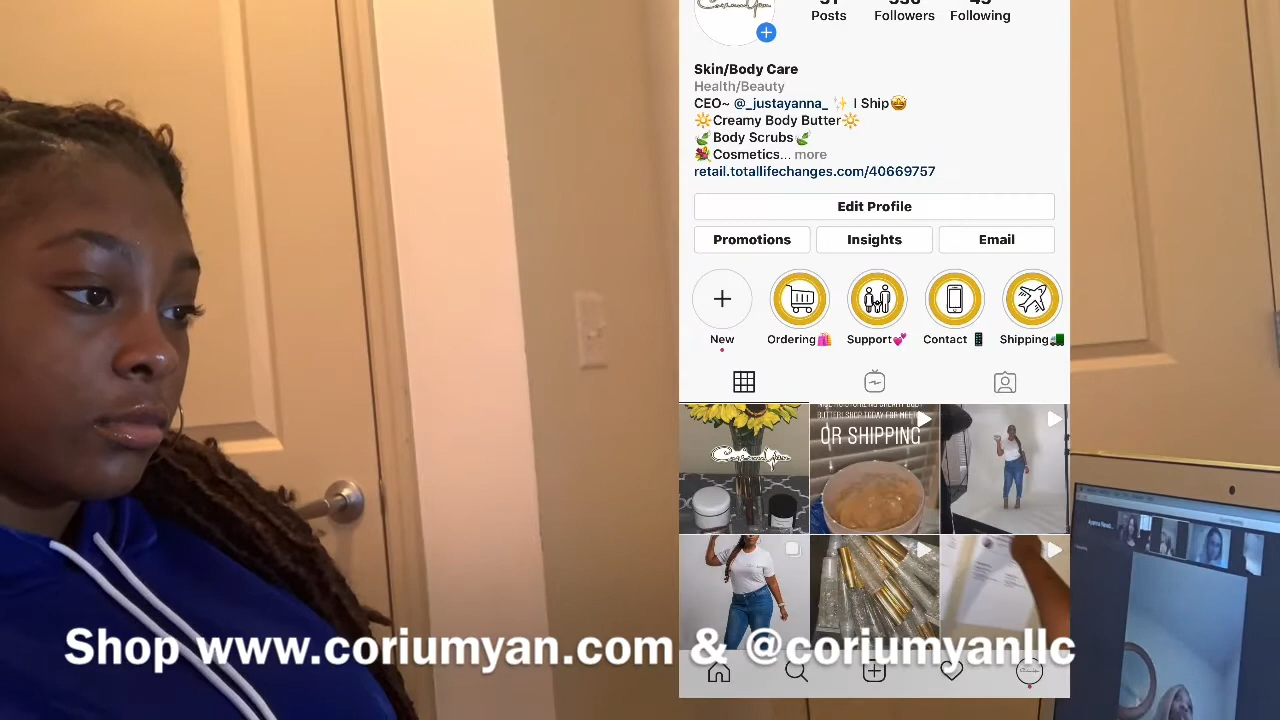 Posts
Followers
Following
Skin/Body Care
Health/Beauty
CEO~ @_justayanna_ ✨ I Ship🤩
☀️Creamy Body Butter☀️
🌿Body Scrubs🌿
🌺Cosmetics... more
retail.totallifechanges.com/40669757
Edit Profile
Promotions
Insights
Email
New
Ordering🛍️
Support💕
Contact 📱
Shipping🚛
OR SHIPPING
Shop www.coriumyan.com & @coriumyanllc